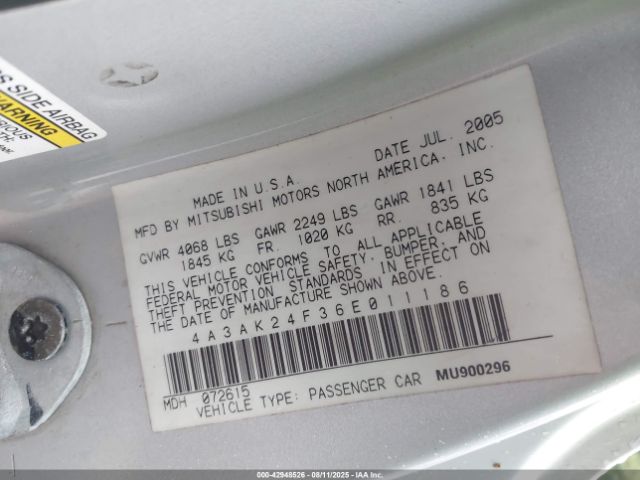 S SIDE AIRBAG
WARNING
MADE IN U.S.A. DATE JUL. 2005
MFD BY MITSUBISHI MOTORS NORTH AMERICA, INC.
GVWR 4068 LBS GAWR 2249 LBS GAWR 1841 LBS
1845 KG FR. 1020 KG RR. 835 KG
THIS VEHICLE CONFORMS TO ALL APPLICABLE
FEDERAL MOTOR VEHICLE SAFETY, BUMPER, AND
THEFT PREVENTION STANDARDS IN EFFECT ON
THE DATE OF MANUFACTURE SHOWN ABOVE.
4A3AK24F36E011186
MDH 072615
VEHICLE TYPE: PASSENGER CAR MU900296
00-42948526 - 08/11/2025 - IAA Inc.